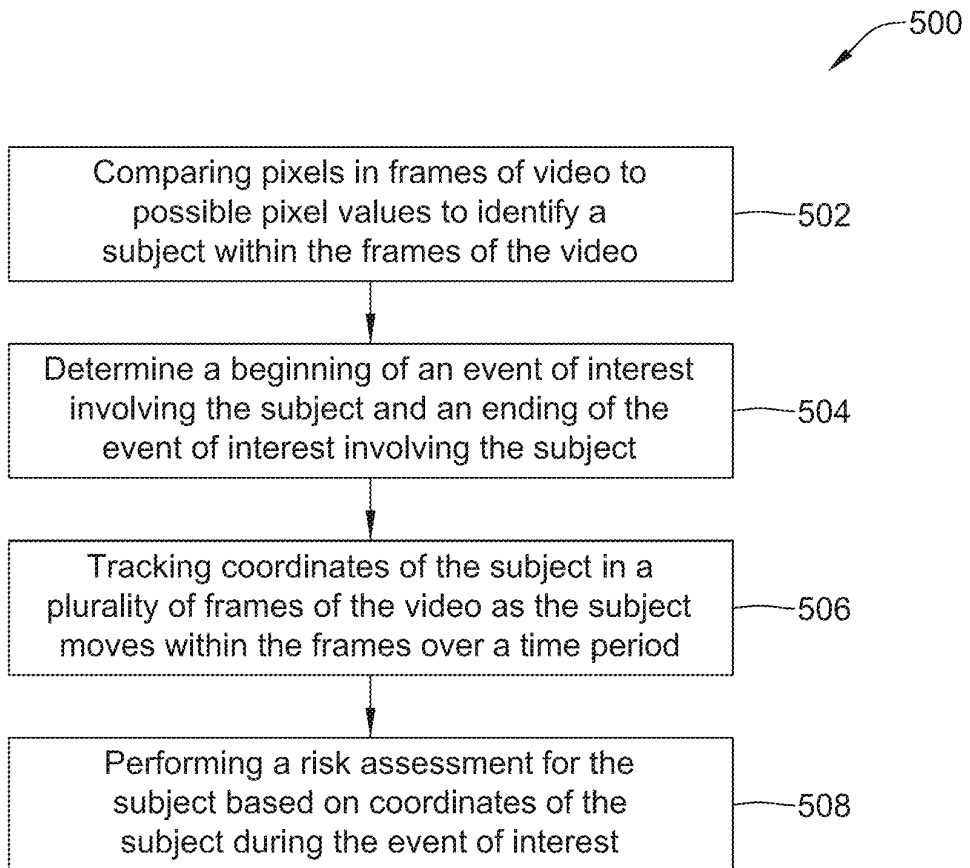 500
Comparing pixels in frames of video to
possible pixel values to identify a
subject within the frames of the video
502
Determine a beginning of an event of interest
involving the subject and an ending of the
event of interest involving the subject
504
Tracking coordinates of the subject in a
plurality of frames of the video as the subject
moves within the frames over a time period
506
Performing a risk assessment for the
subject based on coordinates of the
subject during the event of interest
508